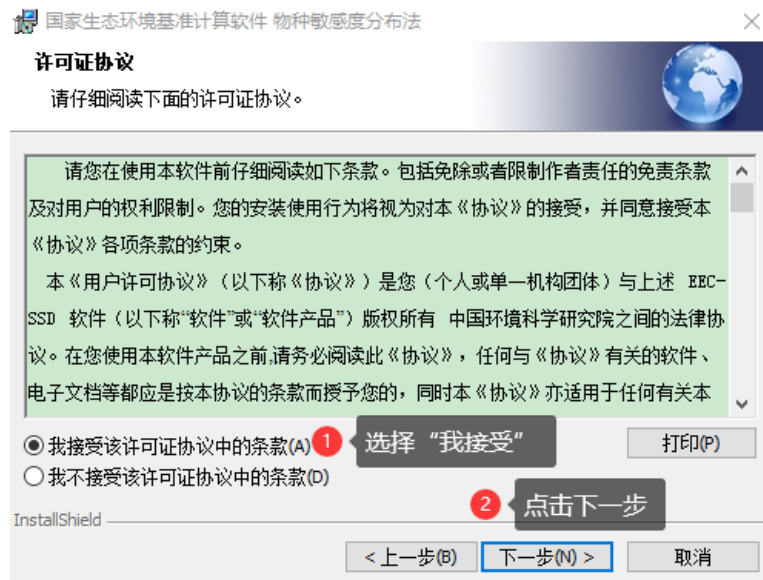 国家生态环境基准计算软件 物种敏感度分布法
许可证协议
请仔细阅读下面的许可证协议。
请您在使用本软件前仔细阅读如下条款。包括免除或者限制作者责任的免责条款
及对用户的权利限制。您的安装使用行为将视为对本《协议》的接受，并同意接受本
《协议》各项条款的约束。
本《用户许可协议》（以下称《协议》）是您（个人或单一机构团体）与上述 EEC-
SSD 软件（以下称“软件”或“软件产品”）版权所有 中国环境科学研究院之间的法律协
议。在您使用本软件产品之前,请务必阅读此《协议》，任何与《协议》有关的软件、
电子文档等都应是按本协议的条款而授予您的，同时本《协议》亦适用于任何有关本
我接受该许可证协议中的条款(A)
1 选择“我接受”
打印(P)
我不接受该许可证协议中的条款(D)
2 点击下一步
InstallShield
< 上一步(B)
下一步(N) >
取消